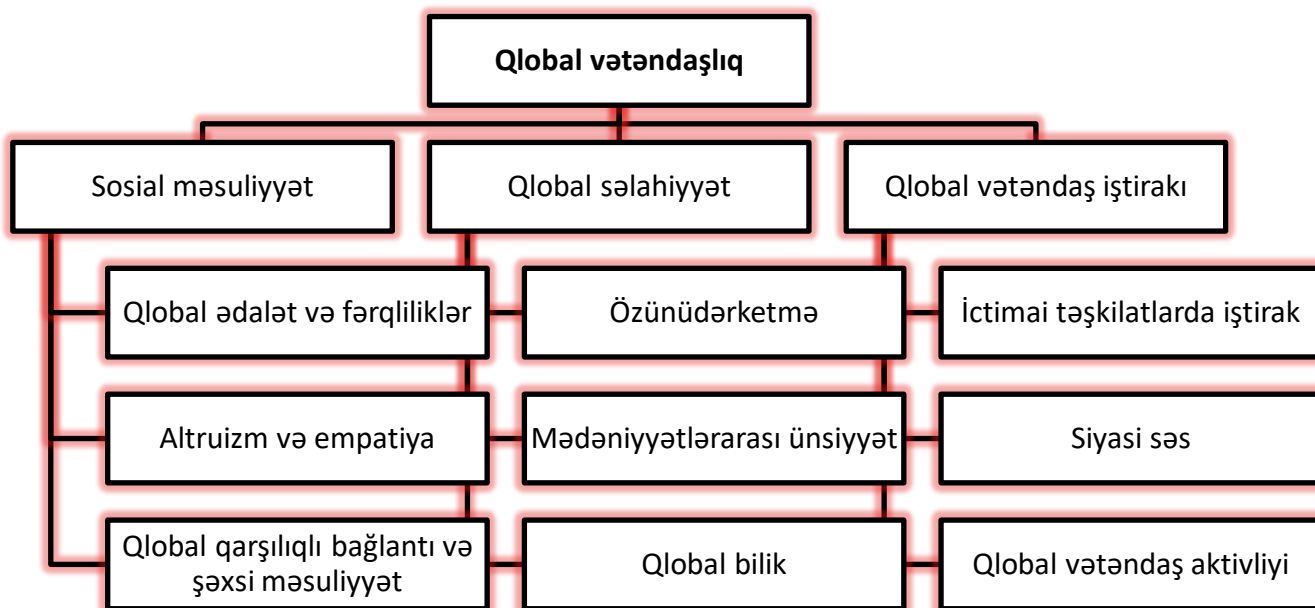 Qlobal vətəndaşlıq
Sosial məsuliyyət
Qlobal səlahiyyət
Qlobal vətəndaş iştirakı
Qlobal ədalət və fərqliliklər
Özünüdərketmə
İctimai təşkilatlarda iştirak
Altruizm və empatiya
Mədəniyyətlərarası ünsiyyət
Siyasi səs
Qlobal qarşılıqlı bağlantı və
şəxsi məsuliyyət
Qlobal bilik
Qlobal vətəndaş aktivliyi